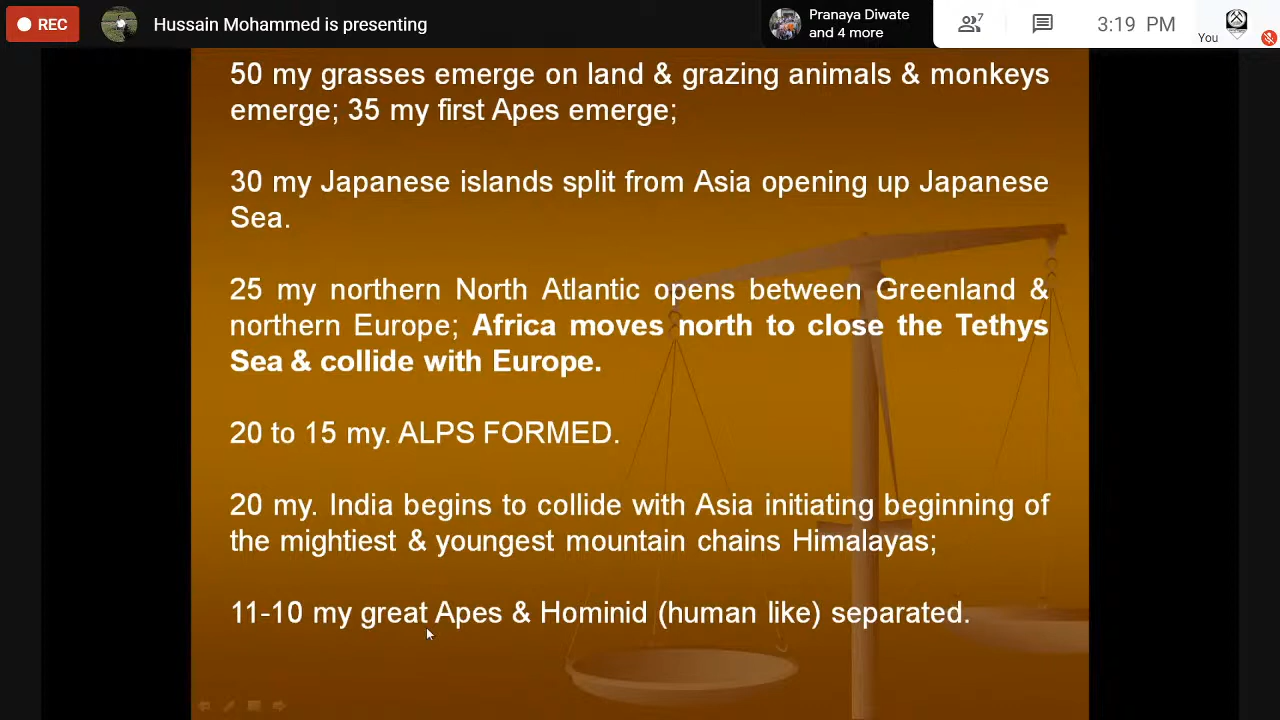 REC
Hussain Mohammed is presenting
Pranaya Diwate
and 4 more
7
3:19 PM
You
50 my grasses emerge on land & grazing animals & monkeys
emerge; 35 my first Apes emerge;
30 my Japanese islands split from Asia opening up Japanese
Sea.
25 my northern North Atlantic opens between Greenland &
northern Europe; Africa moves north to close the Tethys
Sea & collide with Europe.
20 to 15 my. ALPS FORMED.
20 my. India begins to collide with Asia initiating beginning of
the mightiest & youngest mountain chains Himalayas;
11-10 my great Apes & Hominid (human like) separated.